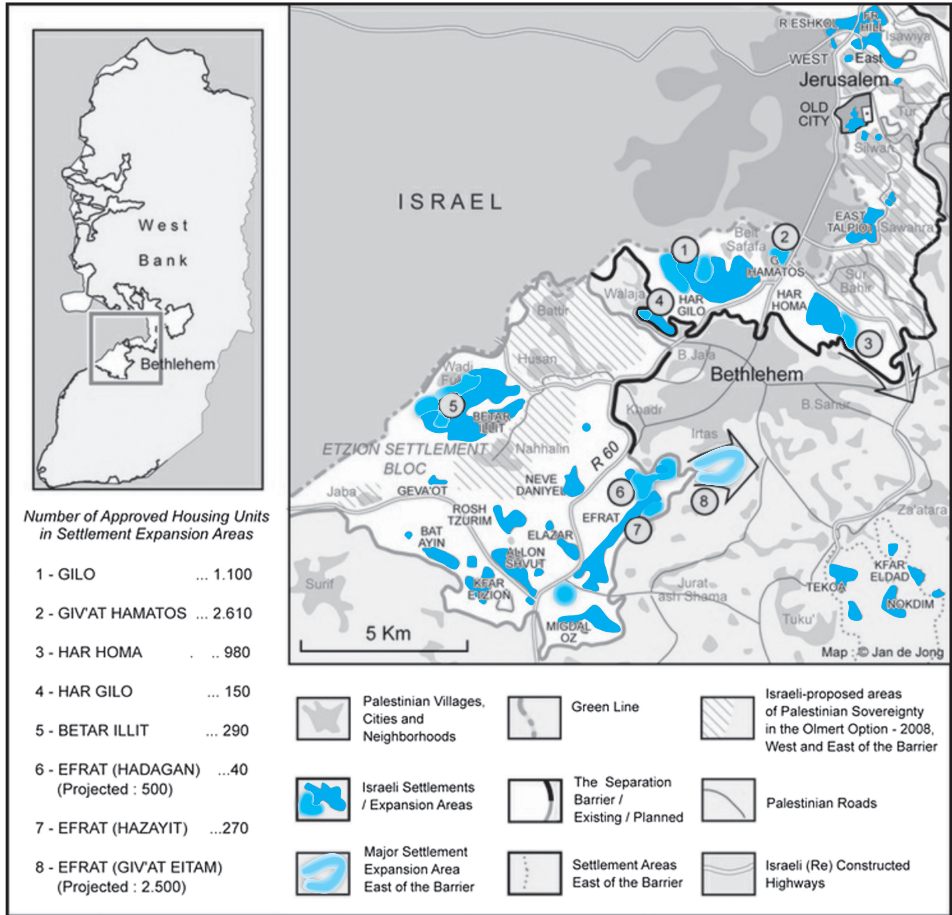 West
Bank
Bethlehem
Number of Approved Housing Units
in Settlement Expansion Areas
1 - GILO ... 1.100
2 - GIV'AT HAMATOS ... 2.610
3 - HAR HOMA . .. 980
4 - HAR GILO ... 150
5 - BETAR ILLIT ... 290
6 - EFRAT (HADAGAN) ...40
(Projected : 500)
7 - EFRAT (HAZAYIT) ...270
8 - EFRAT (GIV'AT EITAM)
(Projected : 2.500)
R ESHKOL
FR
HILL
Isawiya
WEST
East
Jerusalem
OLD
CITY
Tur
Silwan
ISRAEL
EAST
TALPIOT
Sawahra
1
Beit
Safafa
2
HAMATOS
Sur
Bahir
4
Walaja
HAR
GILO
HAR
HOMA
3
Battir
B.Jala
Bethlehem
Husan
Wadi
5
BETAR
ILLIT
Khadr
B.Sahur
Nahhalin
Irtas
ETZION SETTLEMENT
BLOC
R 60
Jaba
GEVA'OT
NEVE
DANIYEL
6
8
Za'atara
ROSH
TZURIM
EFRAT
7
BAT
AYIN
ELAZAR
ALLON
SHVUT
KFAR
ETZION
Surif
Jurat
ash Shama
TEKOA
KFAR
ELDAD
NOKDIM
Tuku'
MIGDAL
OZ
5 Km
Map : © Jan de Jong
Palestinian Villages,
Cities and
Neighborhoods
Green Line
Israeli-proposed areas
of Palestinian Sovereignty
in the Olmert Option - 2008,
West and East of the Barrier
Israeli Settlements
/ Expansion Areas
The Separation
Barrier /
Existing / Planned
Palestinian Roads
Major Settlement
Expansion Area
East of the Barrier
Settlement Areas
East of the Barrier
Israeli (Re) Constructed
Highways